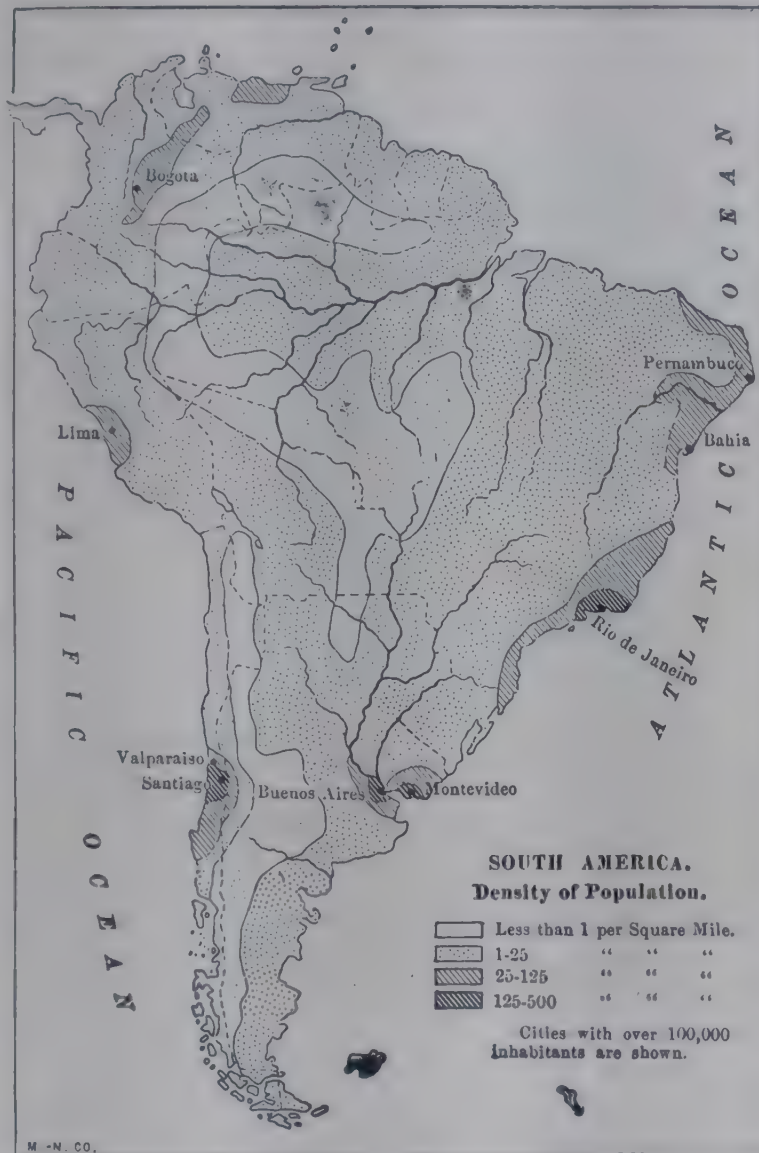 Bogota
OCEAN
Pernambuco
Lima
Bahia
PACIFIC
ATLANTIC
Rio de Janeiro
Valparaiso
Santiago
Buenos Aires
Montevideo
OCEAN
SOUTH AMERICA.
Density of Population.
Less than 1 per Square Mile.
1-25 " " "
25-125 " " "
125-500 " " "
Cities with over 100,000
inhabitants are shown.
M.-N. CO.